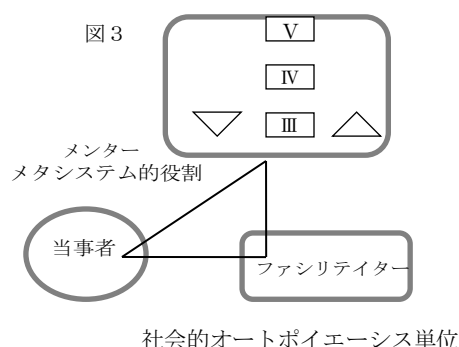 図３
Ⅴ
Ⅳ
Ⅲ
メンター
メタシステム的役割
当事者
ファシリテイター
社会的オートポイエーシス単位